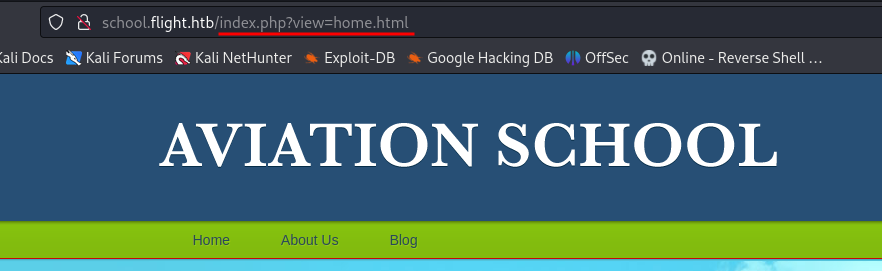 school.flight.htb/index.php?view=home.html
Kali Docs Kali Forums Kali NetHunter Exploit-DB Google Hacking DB OffSec Online - Reverse Shell …
AVIATION SCHOOL
Home About Us Blog